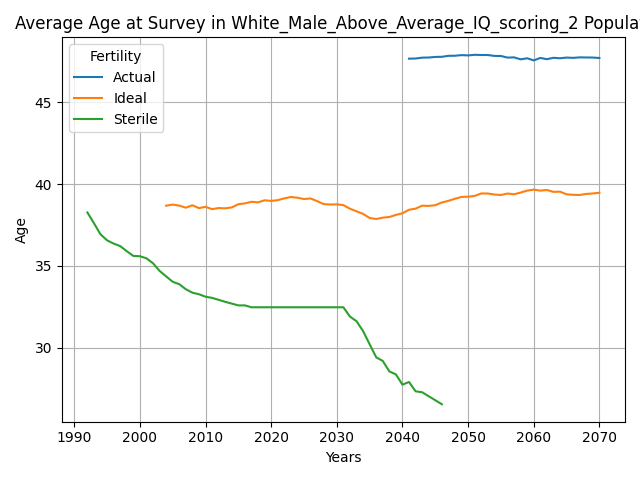 Average Age at Survey in White_Male_Above_Average_IQ_scoring_2 Popula
Fertility
Actual
Ideal
Sterile
Age
45
40
35
30
1990 2000 2010 2020 2030 2040 2050 2060 2070
Years